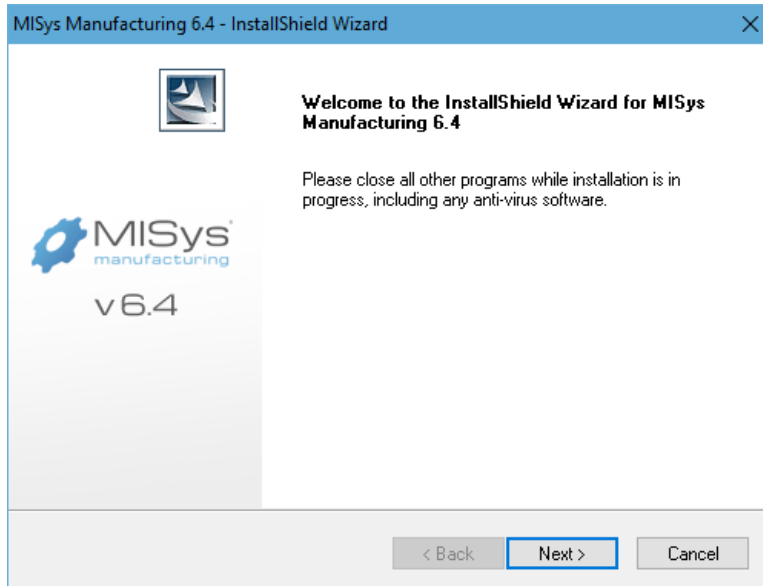 MISys Manufacturing 6.4 - InstallShield Wizard
Welcome to the InstallShield Wizard for MISys
Manufacturing 6.4
Please close all other programs while installation is in
progress, including any anti-virus software.
MISys
manufacturing
v 6.4
< Back
Next >
Cancel